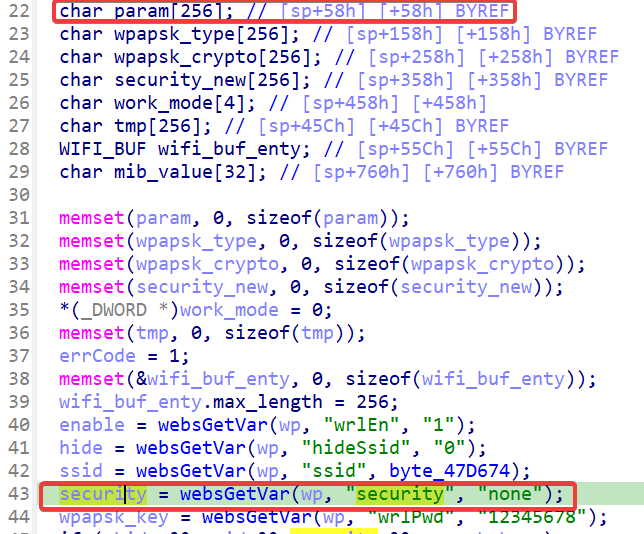 22 char param[256]; // [sp+58h] [+58h] BYREF
23 char wpapsk_type[256]; // [sp+158h] [+158h] BYREF
24 char wpapsk_crypto[256]; // [sp+258h] [+258h] BYREF
25 char security_new[256]; // [sp+358h] [+358h] BYREF
26 char work_mode[4]; // [sp+458h] [+458h]
27 char tmp[256]; // [sp+45Ch] [+45Ch] BYREF
28 WIFI_BUF wifi_buf_enty; // [sp+55Ch] [+55Ch] BYREF
29 char mib_value[32]; // [sp+760h] [+760h] BYREF
30
31 memset(param, 0, sizeof(param));
32 memset(wpapsk_type, 0, sizeof(wpapsk_type));
33 memset(wpapsk_crypto, 0, sizeof(wpapsk_crypto));
34 memset(security_new, 0, sizeof(security_new));
35 *(_DWORD *)work_mode = 0;
36 memset(tmp, 0, sizeof(tmp));
37 errCode = 1;
38 memset(&wifi_buf_enty, 0, sizeof(wifi_buf_enty));
39 wifi_buf_enty.max_length = 256;
40 enable = websGetVar(wp, "wrlEn", "1");
41 hide = websGetVar(wp, "hideSsid", "0");
42 ssid = websGetVar(wp, "ssid", byte_47D674);
43 security = websGetVar(wp, "security", "none");
44 wpapsk_key = websGetVar(wp, "wrlPwd", "12345678");